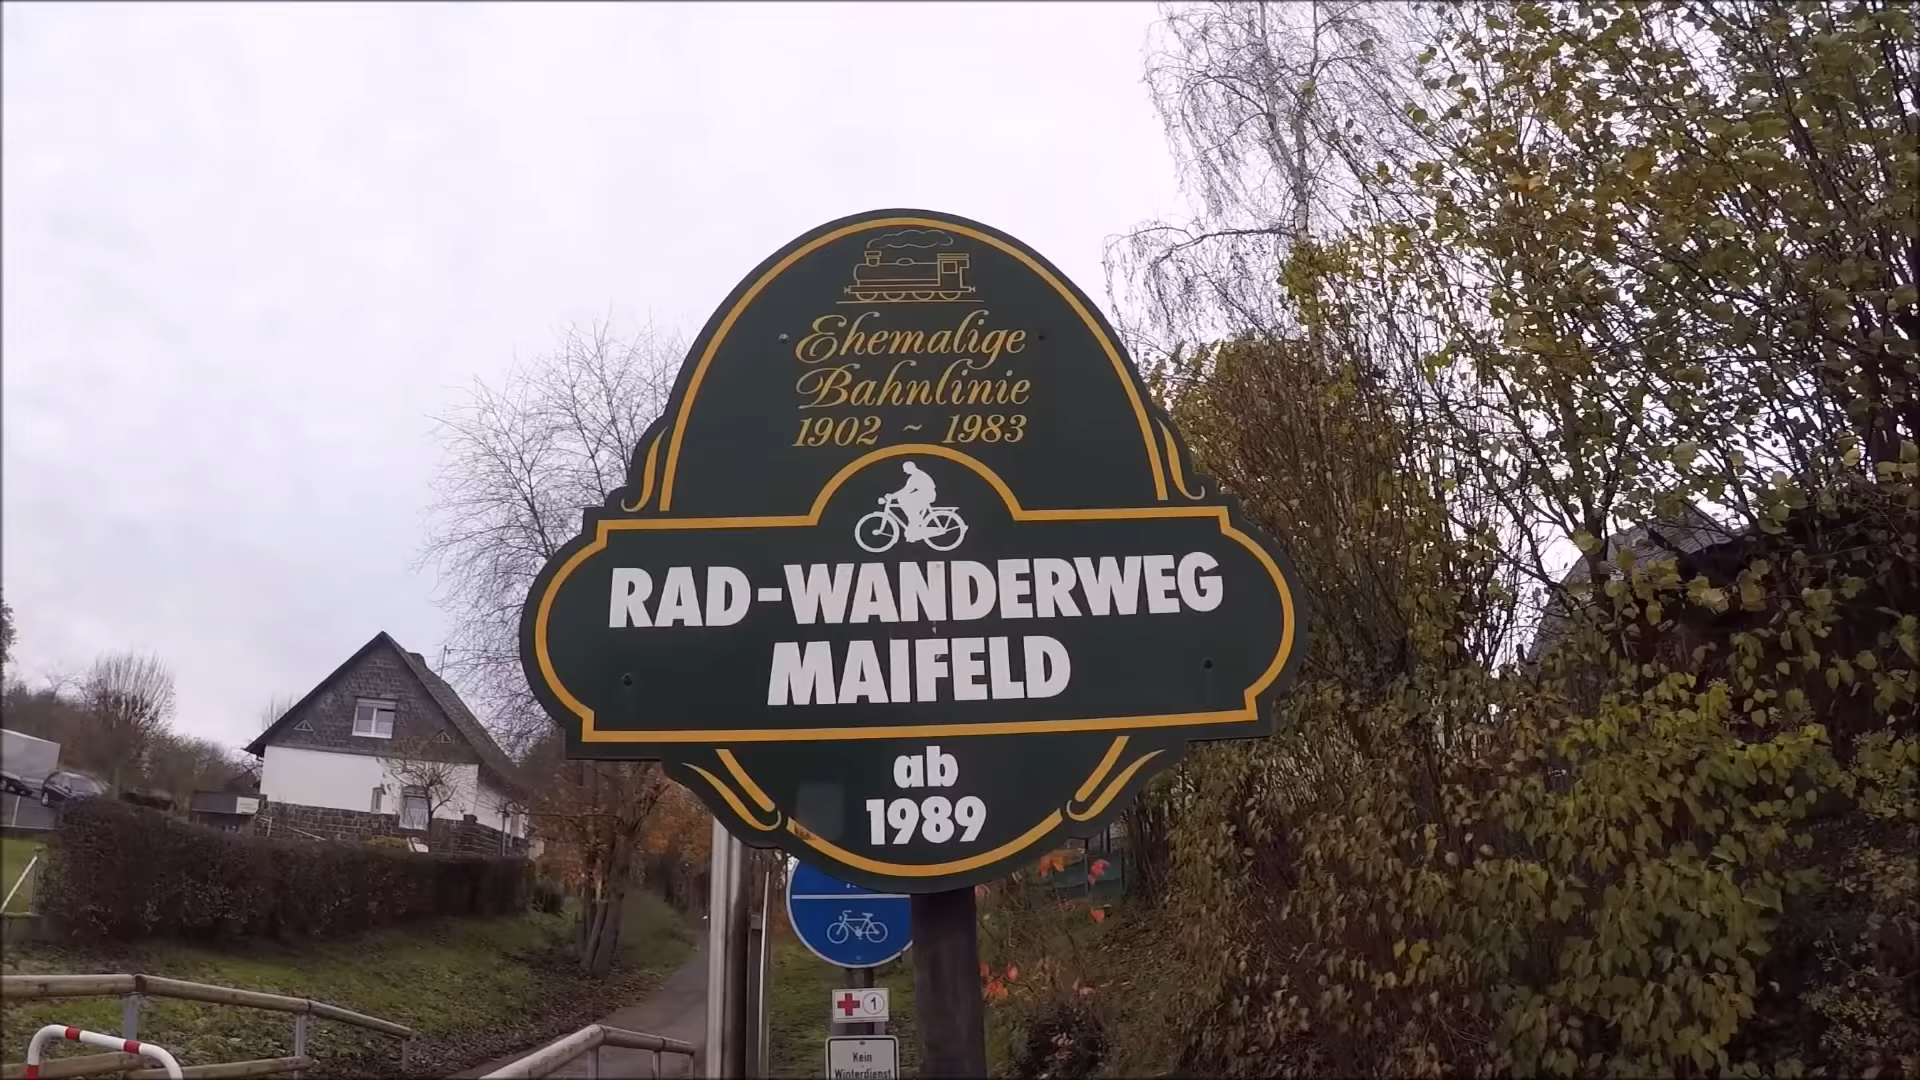 Ehemalige
Bahnlinie
1902 ~ 1983
RAD-WANDERWEG
MAIFELD
ab
1989
1
Kein
Winterdienst